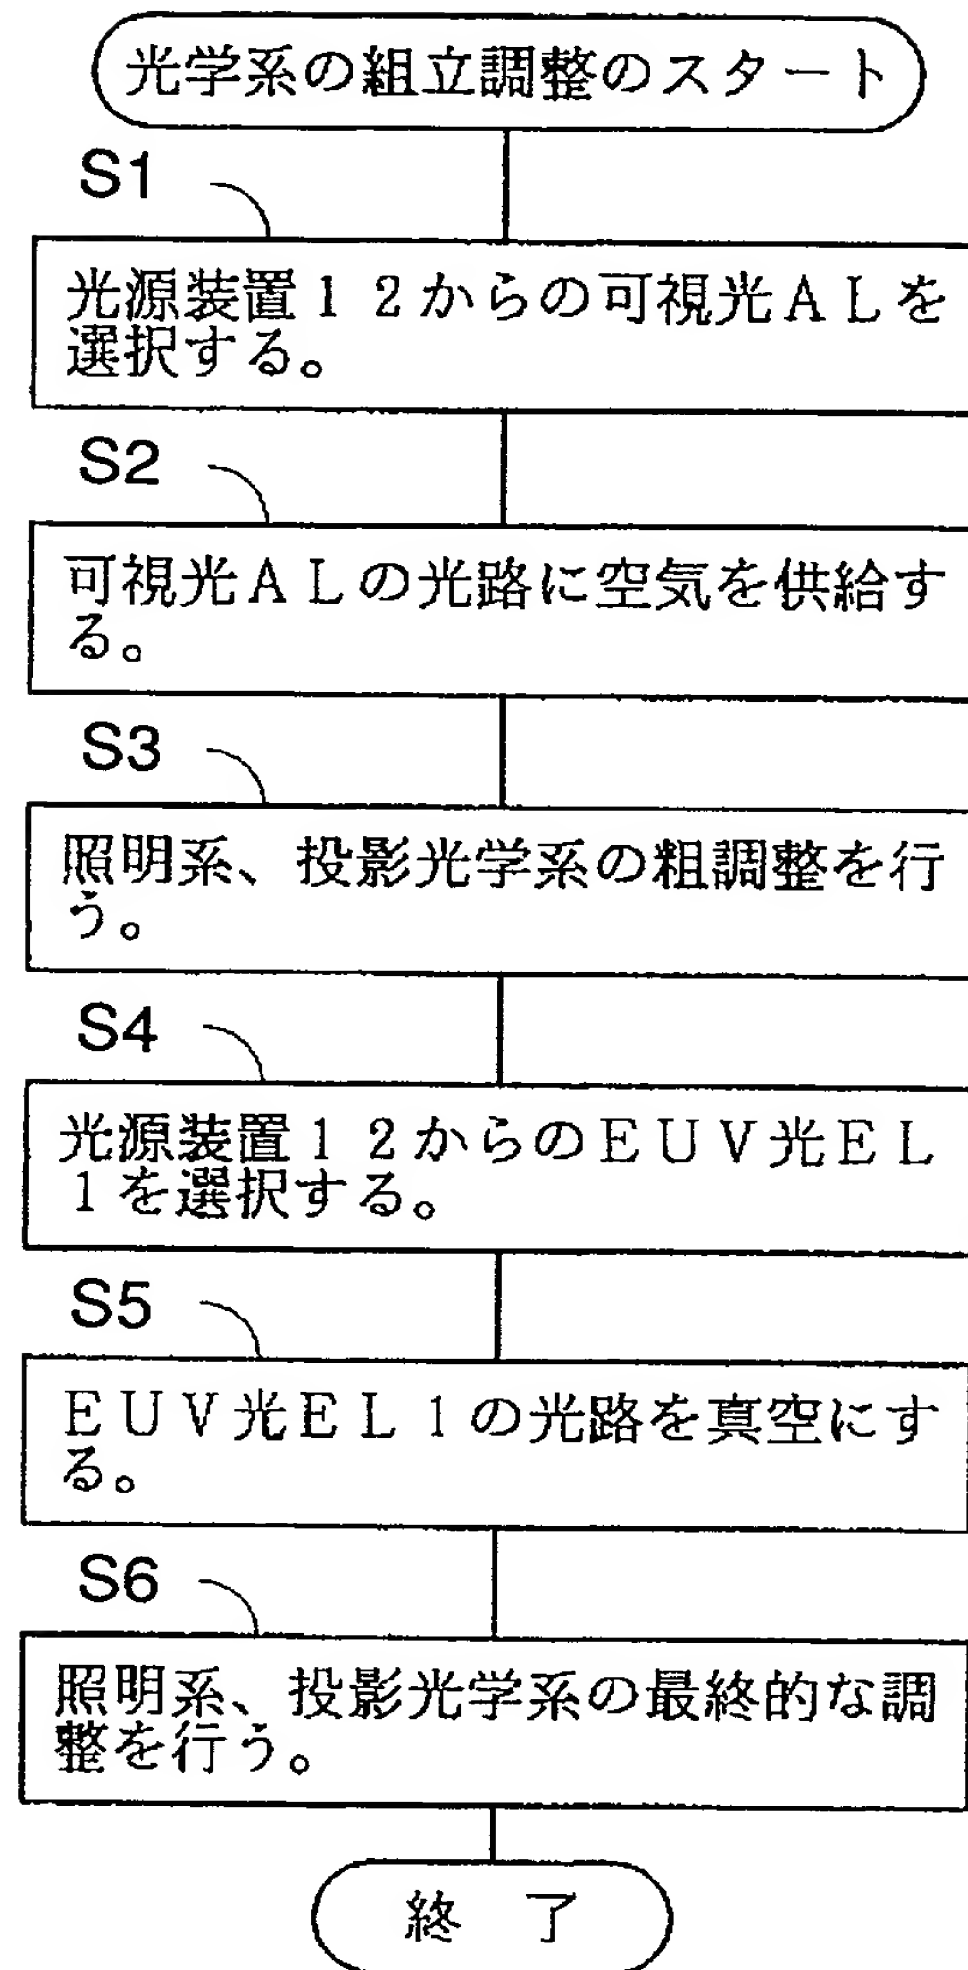 光学系の組立調整のスタート
S1
光源装置12からの可視光ALを
選択する。
S2
可視光ALの光路に空気を供給す
る。
S3
照明系、投影光学系の粗調整を行
う。
S4
光源装置12からのEUV光EL
1を選択する。
S5
EUV光EL1の光路を真空にす
る。
S6
照明系、投影光学系の最終的な調
整を行う。
終 了